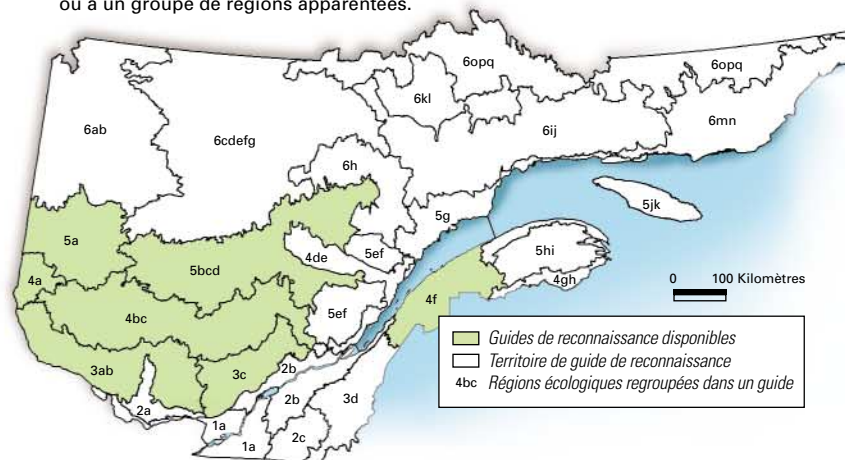 ou à un groupe de régions apparentées.
6opq
6opq
6kl
6ab
6cdefg
6ij
6mn
6h
5jk
5g
5a
5hi
4de
5ef
5bcd
4gh
0 100 Kilomètres
4a
4f
5ef
4bc
Guides de reconnaissance disponibles
Territoire de guide de reconnaissance
4bc Régions écologiques regroupées dans un guide
3ab
3c
2b
2b
3d
2a
1a
1a
2c